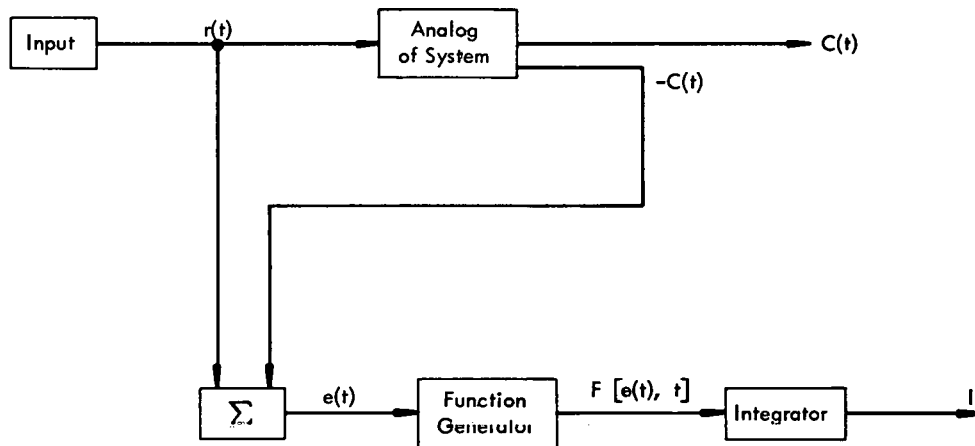 Input
r(t)
Analog
of System
C(t)
-C(t)
Σ
e(t)
Function
Generator
F [e(t), t]
Integrator
I